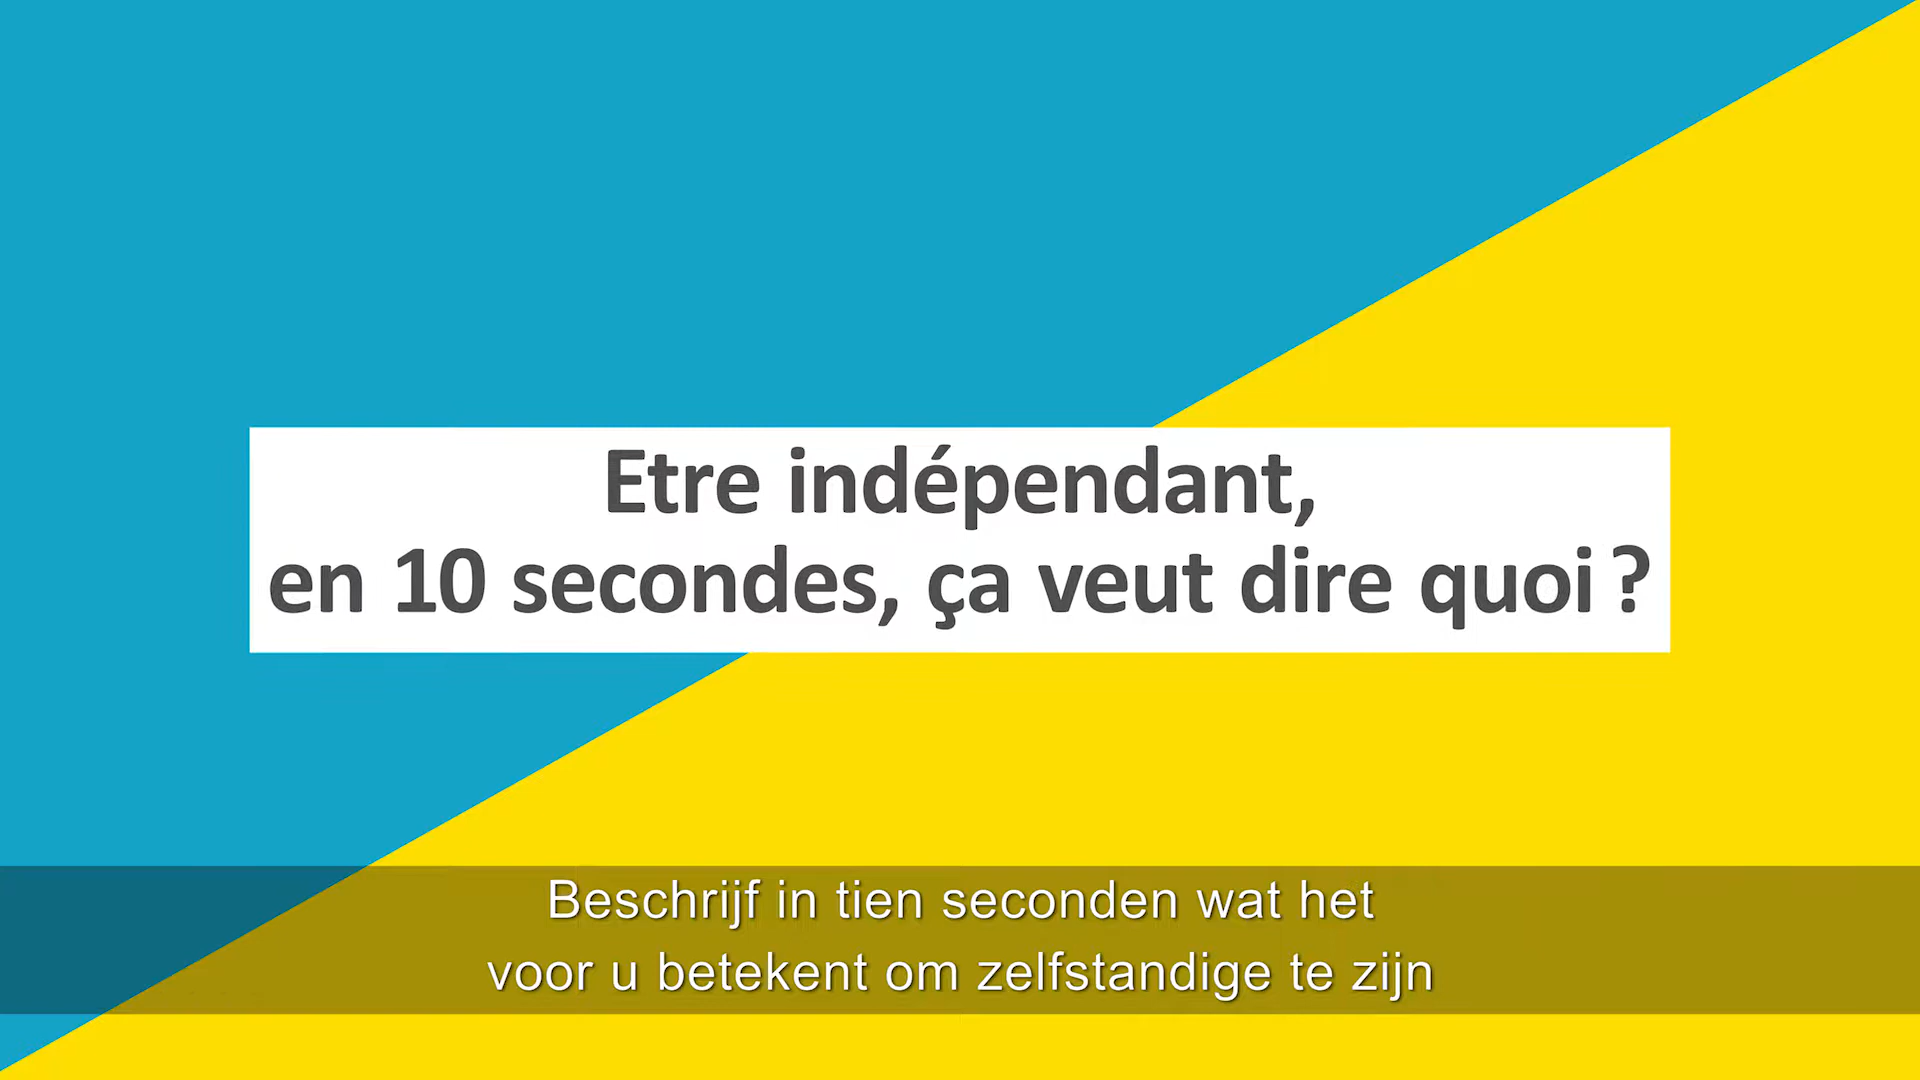 Etre indépendant,
en 10 secondes, ça veut dire quoi ?
Beschrijf in tien seconden wat het
voor u betekent om zelfstandige te zijn